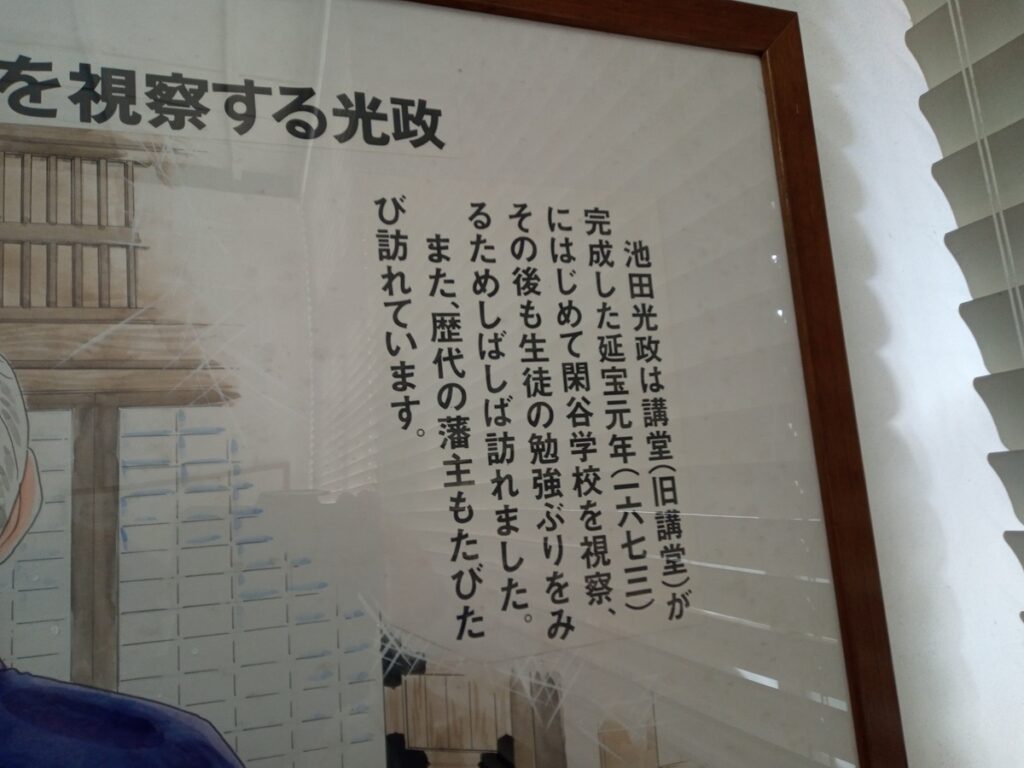 を視察する光政
池田光政は講堂(旧講堂)が
完成した延宝元年(一六七三)
にはじめて閑谷学校を視察、
その後も生徒の勉強ぶりをみ
るためしばしば訪れました。
また、歴代の藩主もたびた
び訪れています。